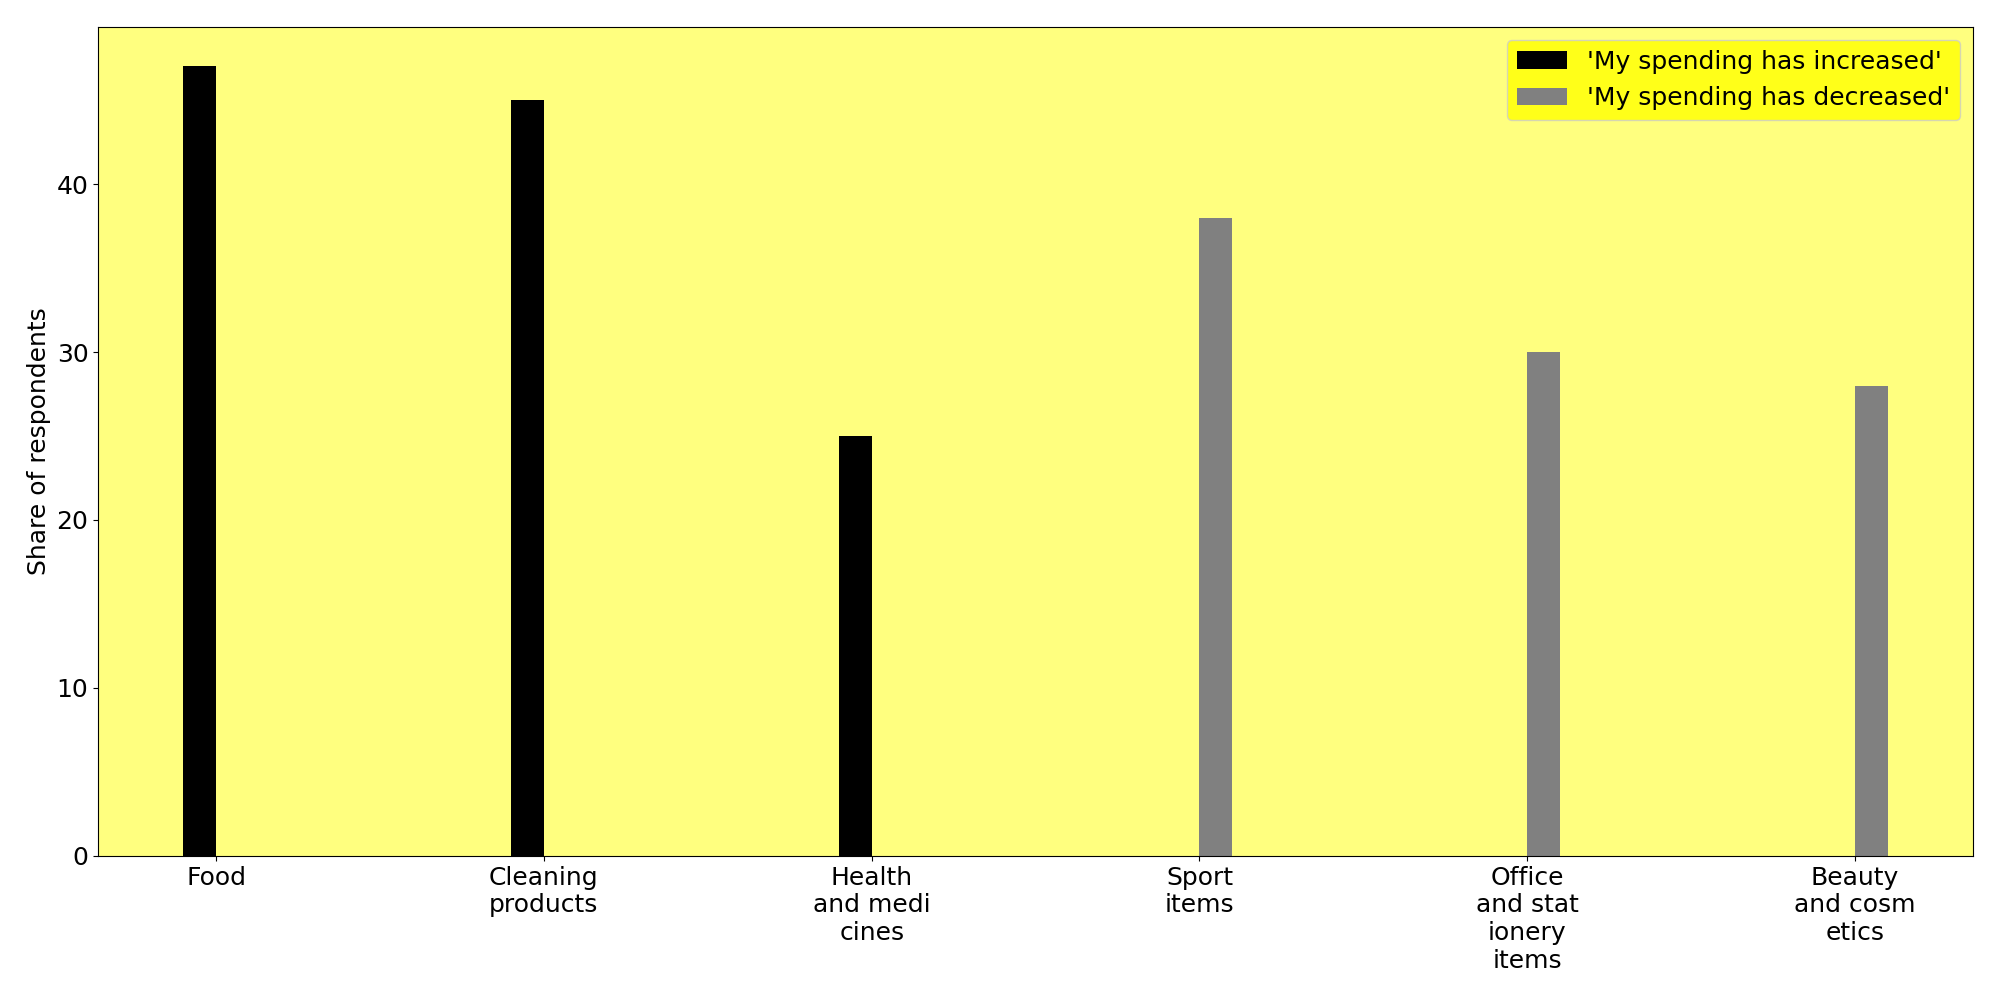 'My spending has increased'
'My spending has decreased'
Share of respondents
40
30
20
10
0
Food
Cleaning
products
Health
and medi
cines
Sport
items
Office
and stat
ionery
items
Beauty
and cosm
etics